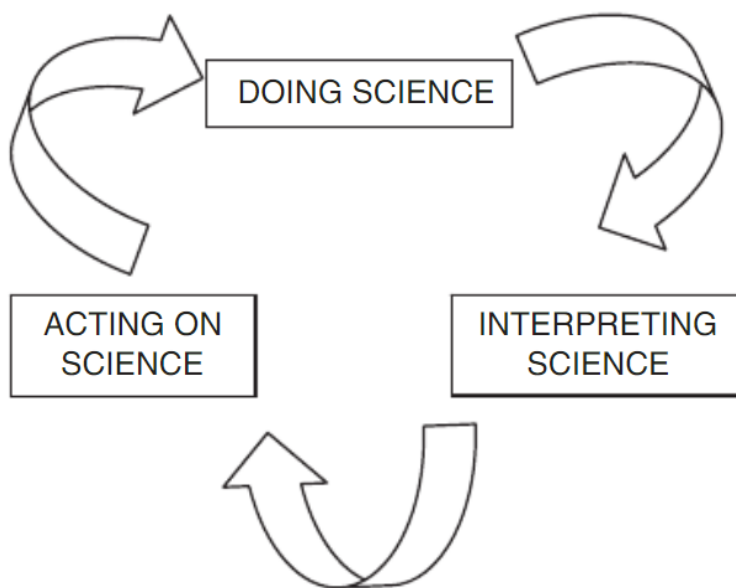 DOING SCIENCE
ACTING ON
SCIENCE
INTERPRETING
SCIENCE